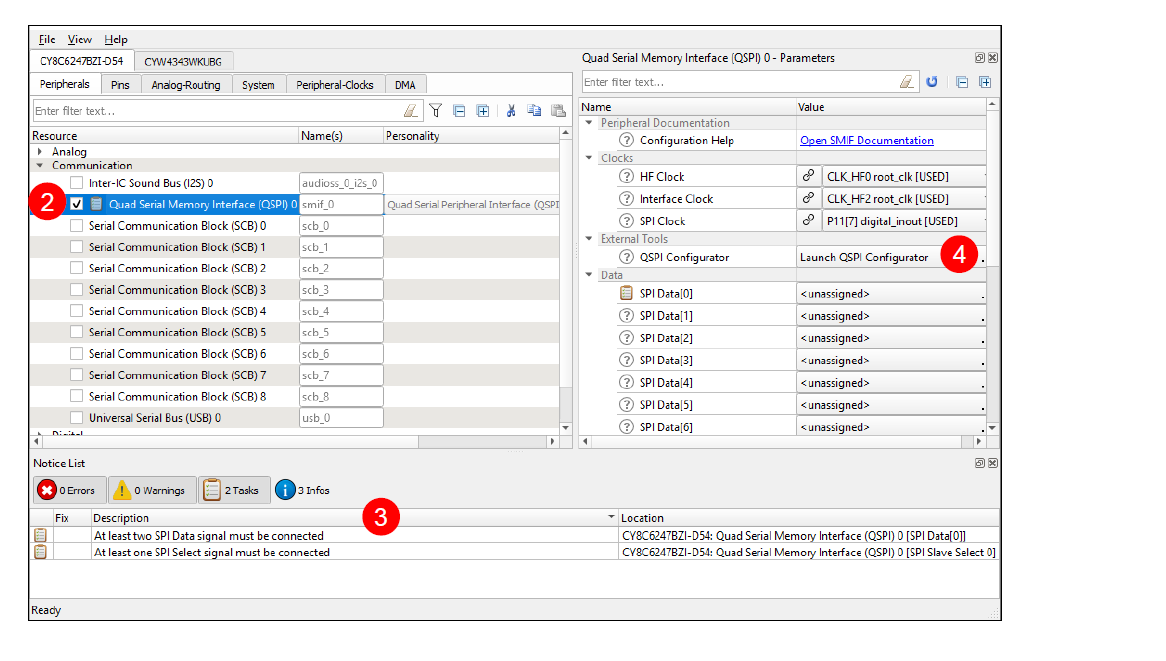 File View Help
CY8C6247BZI-D54 CYW4343WKUBG
Peripherals Pins Analog-Routing System Peripheral-Clocks DMA
Enter filter text...
Resource Name(s) Personality
Analog
Communication
Inter-IC Sound Bus (I2S) 0 audioss_0_i2s_0
2 Quad Serial Memory Interface (QSPI) 0 smif_0 Quad Serial Peripheral Interface (QSPI
Serial Communication Block (SCB) 0 scb_0
Serial Communication Block (SCB) 1 scb_1
Serial Communication Block (SCB) 2 scb_2
Serial Communication Block (SCB) 3 scb_3
Serial Communication Block (SCB) 4 scb_4
Serial Communication Block (SCB) 5 scb_5
Serial Communication Block (SCB) 6 scb_6
Serial Communication Block (SCB) 7 scb_7
Serial Communication Block (SCB) 8 scb_8
Universal Serial Bus (USB) 0 usb_0
Digital
Quad Serial Memory Interface (QSPI) 0 - Parameters
Enter filter text...
Name Value
Peripheral Documentation
? Configuration Help Open SMIF Documentation
Clocks
? HF Clock CLK_HF0 root_clk [USED]
? Interface Clock CLK_HF2 root_clk [USED]
? SPI Clock P11[7] digital_inout [USED]
External Tools
? QSPI Configurator Launch QSPI Configurator 4 .
Data
SPI Data[0] <unassigned> .
? SPI Data[1] <unassigned> .
? SPI Data[2] <unassigned> .
? SPI Data[3] <unassigned> .
? SPI Data[4] <unassigned> .
? SPI Data[5] <unassigned> .
? SPI Data[6] <unassigned> .
Notice List
0 Errors 0 Warnings 2 Tasks 3 Infos
Fix Description 3 Location
At least two SPI Data signal must be connected CY8C6247BZI-D54: Quad Serial Memory Interface (QSPI) 0 [SPI Data[0]]
At least one SPI Select signal must be connected CY8C6247BZI-D54: Quad Serial Memory Interface (QSPI) 0 [SPI Slave Select 0]
Ready